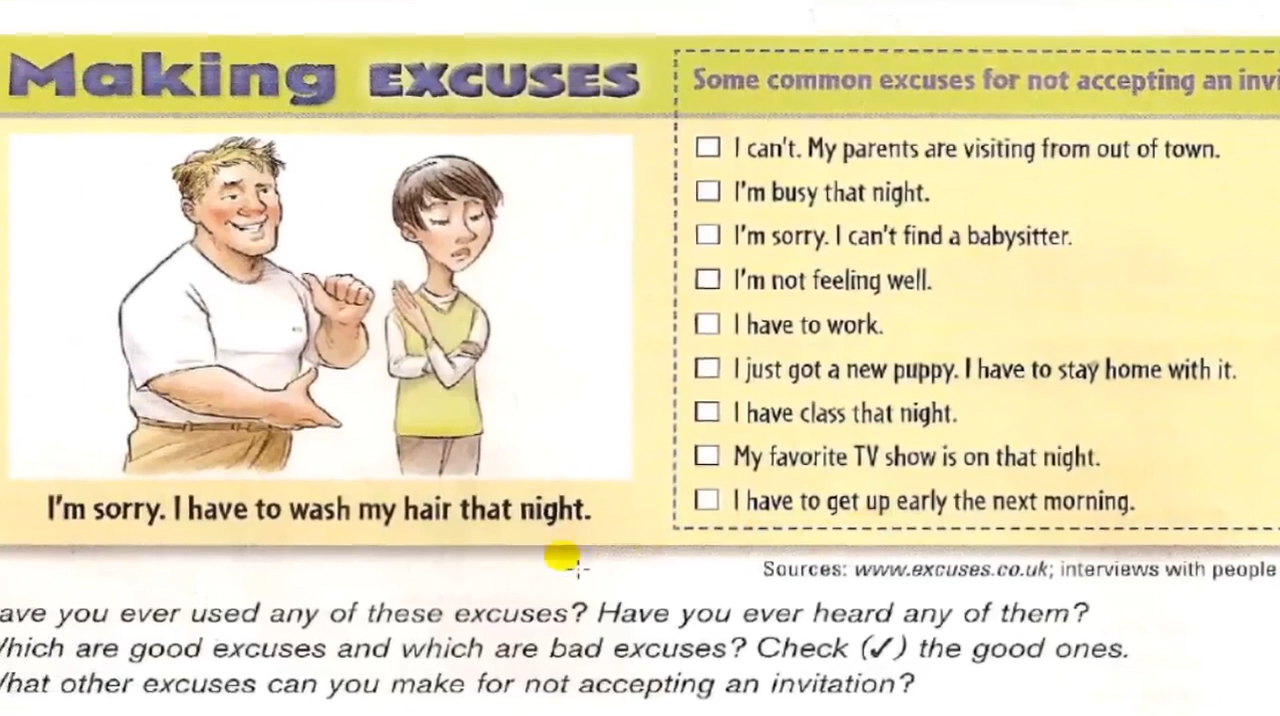 Making EXCUSES
I'm sorry. I have to wash my hair that night.
Some common excuses for not accepting an invi
I can't. My parents are visiting from out of town.
I'm busy that night.
I'm sorry. I can't find a babysitter.
I'm not feeling well.
I have to work.
I just got a new puppy. I have to stay home with it.
I have class that night.
My favorite TV show is on that night.
I have to get up early the next morning.
Sources: www.excuses.co.uk; interviews with people
ave you ever used any of these excuses? Have you ever heard any of them?
hich are good excuses and which are bad excuses? Check (✓) the good ones.
hat other excuses can you make for not accepting an invitation?